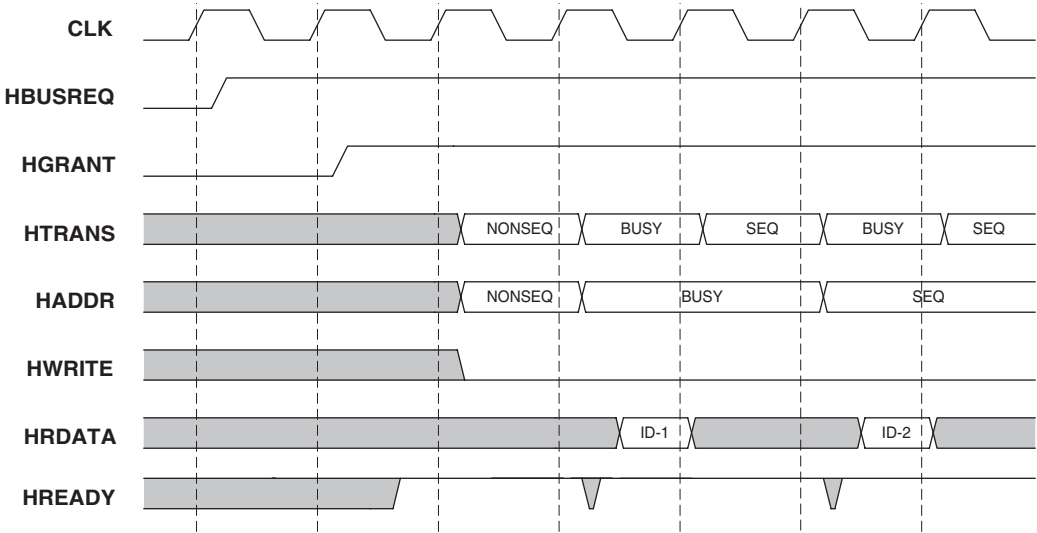 CLK
HBUSREQ
HGRANT
HTRANS NONSEQ BUSY SEQ BUSY SEQ
HADDR NONSEQ BUSY SEQ
HWRITE
HRDATA ID-1 ID-2
HREADY